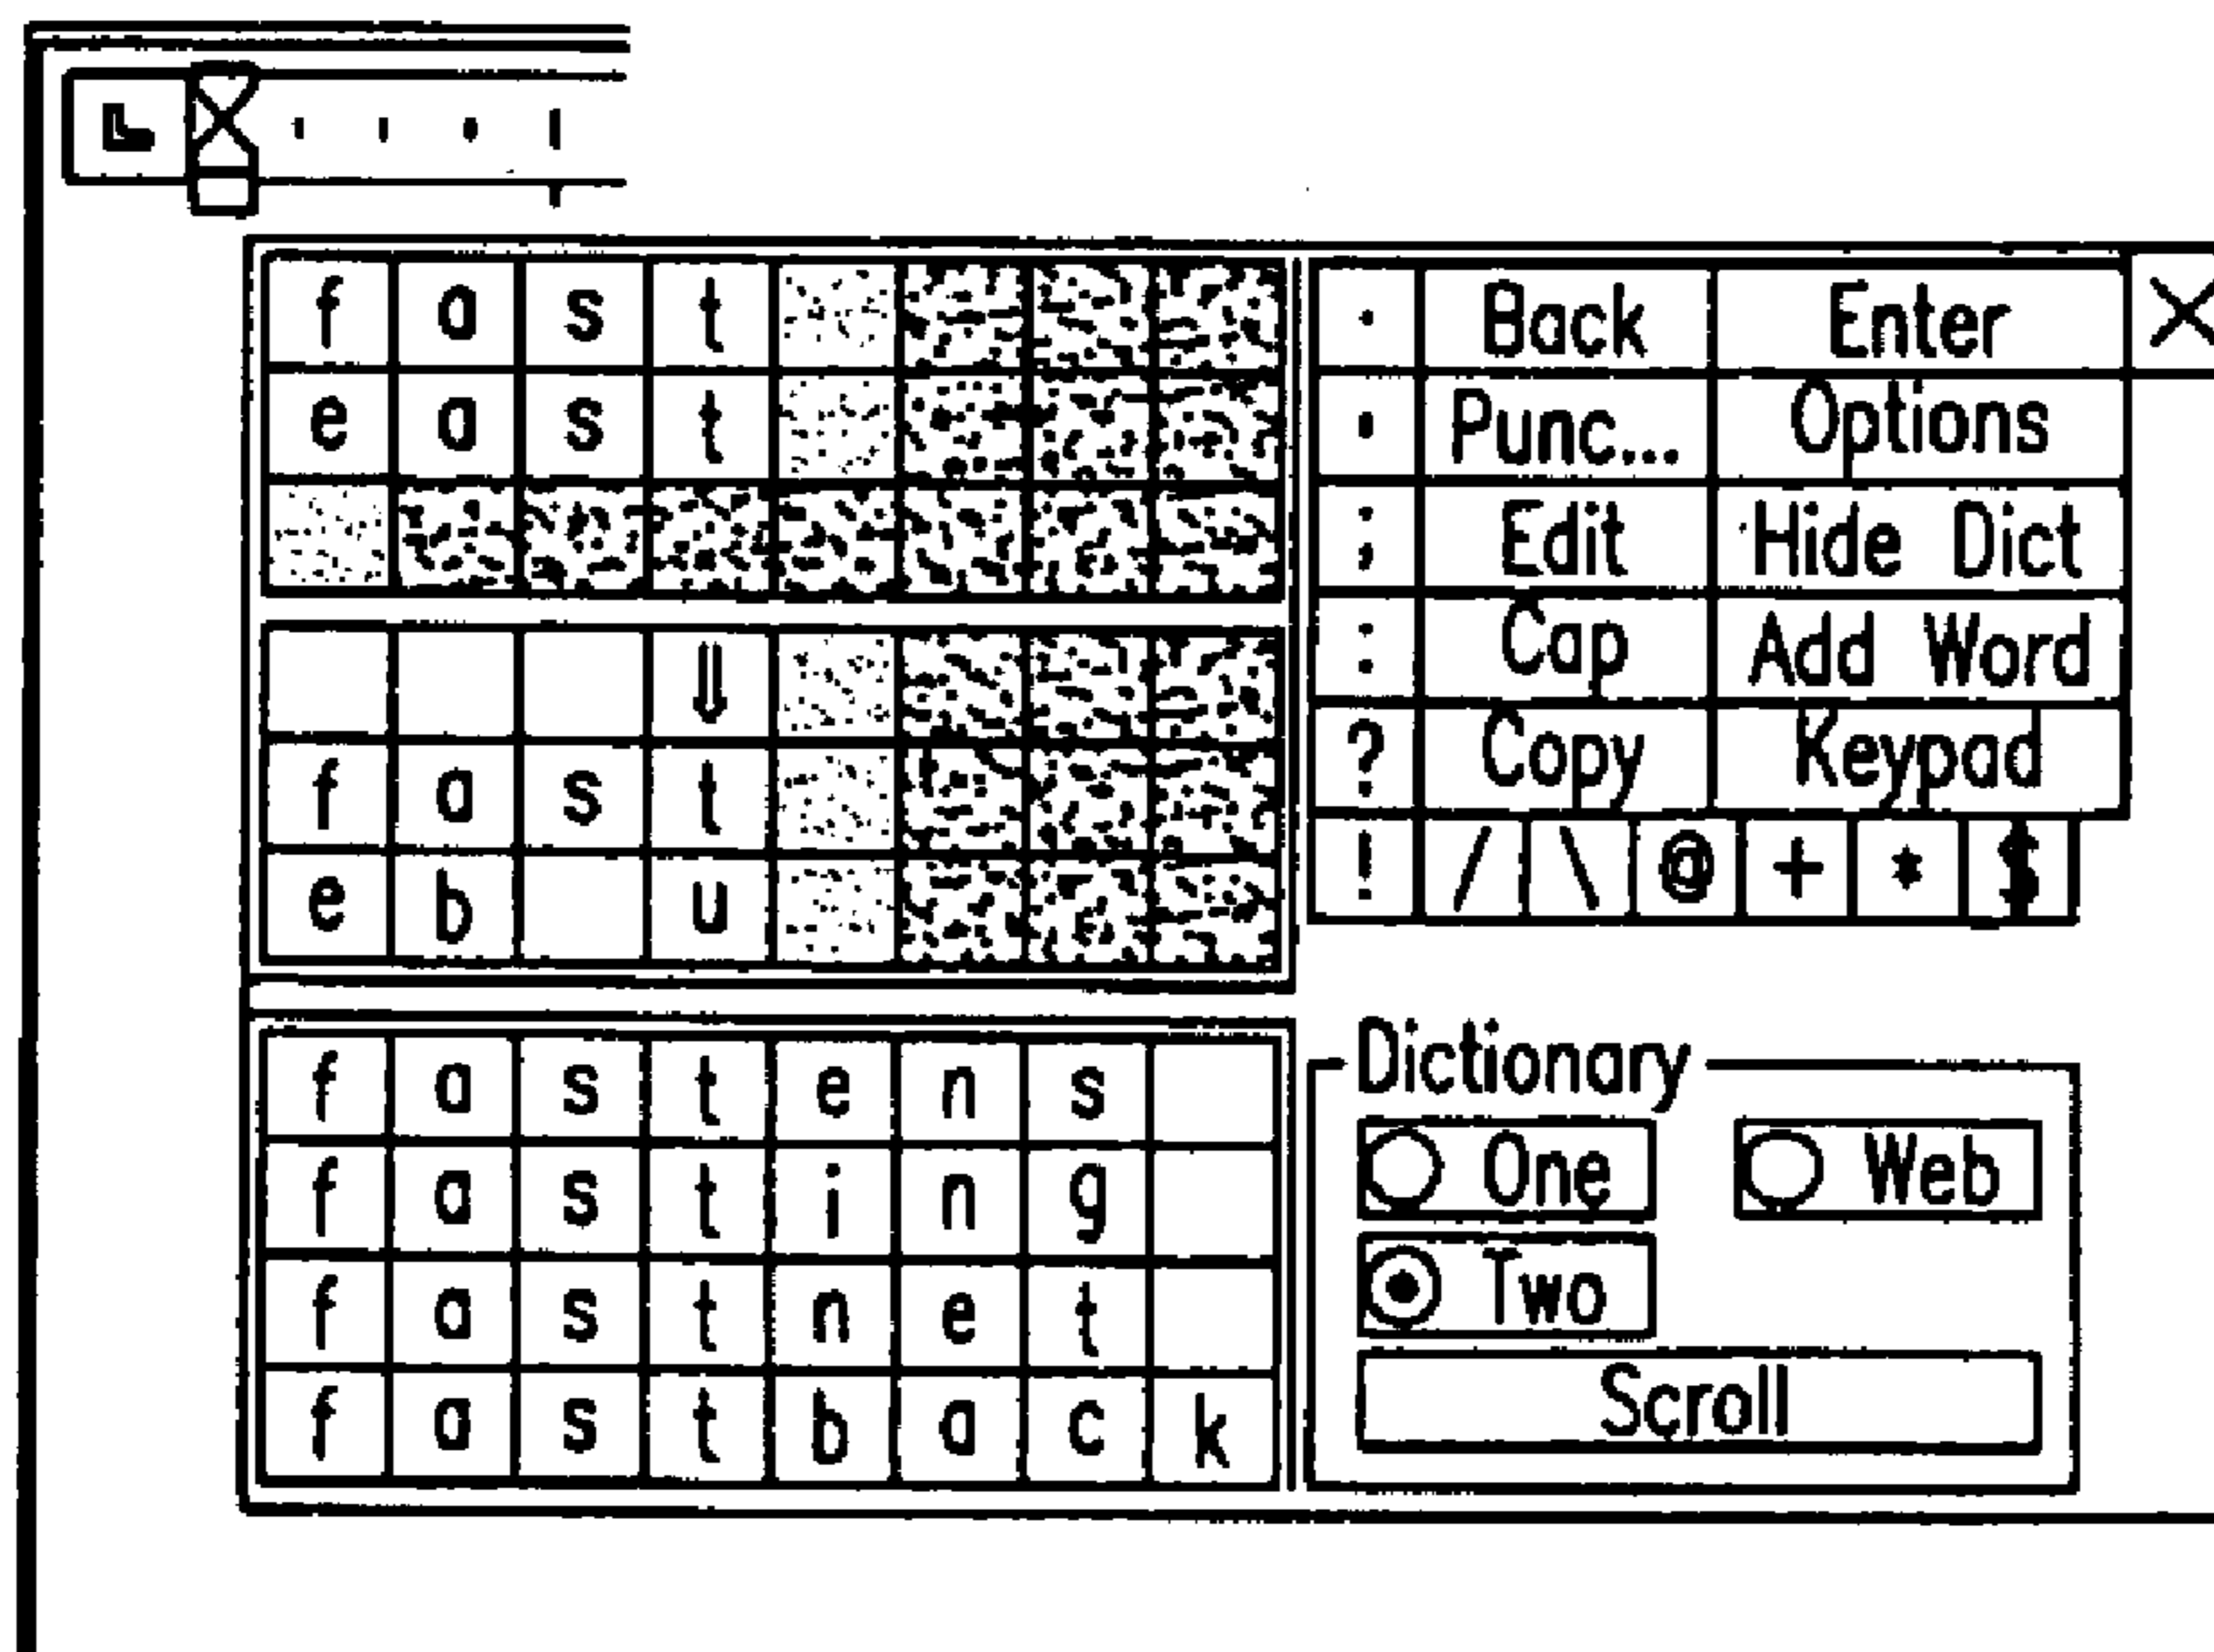 f a s t
e a s t
⇓
f a s t
e b u
f a s t e n s
f a s t i n g
f a s t n e t
f a s t b a c k
. Back Enter X
Punc... Options
; Edit Hide Dict
: Cap Add Word
? Copy Keypad
! / \ @ + * $
Dictionary
One Web
Two
Scroll